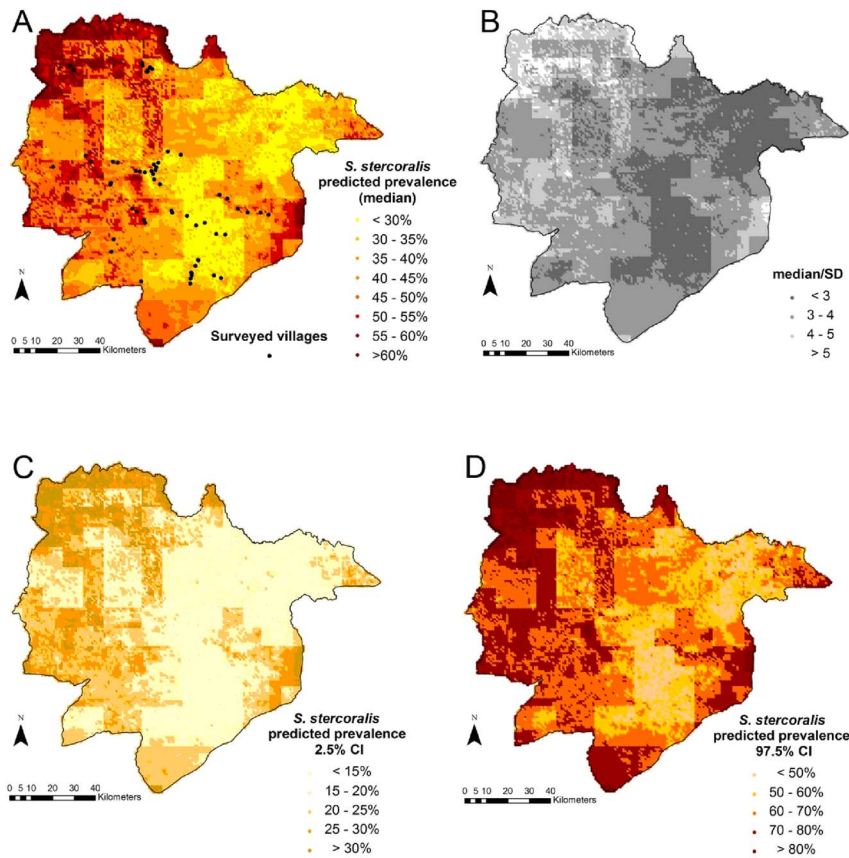 A
S. stercoralis
predicted prevalence
(median)
< 30%
30 - 35%
35 - 40%
40 - 45%
45 - 50%
50 - 55%
55 - 60%
>60%
Surveyed villages
N
0 5 10 20 30 40
Kilometers
B
median/SD
< 3
3 - 4
4 - 5
> 5
N
0 5 10 20 30 40
Kilometers
C
S. stercoralis
predicted prevalence
2.5% CI
< 15%
15 - 20%
20 - 25%
25 - 30%
> 30%
N
0 5 10 20 30 40
Kilometers
D
S. stercoralis
predicted prevalence
97.5% CI
< 50%
50 - 60%
60 - 70%
70 - 80%
> 80%
N
0 5 10 20 30 40
Kilometers